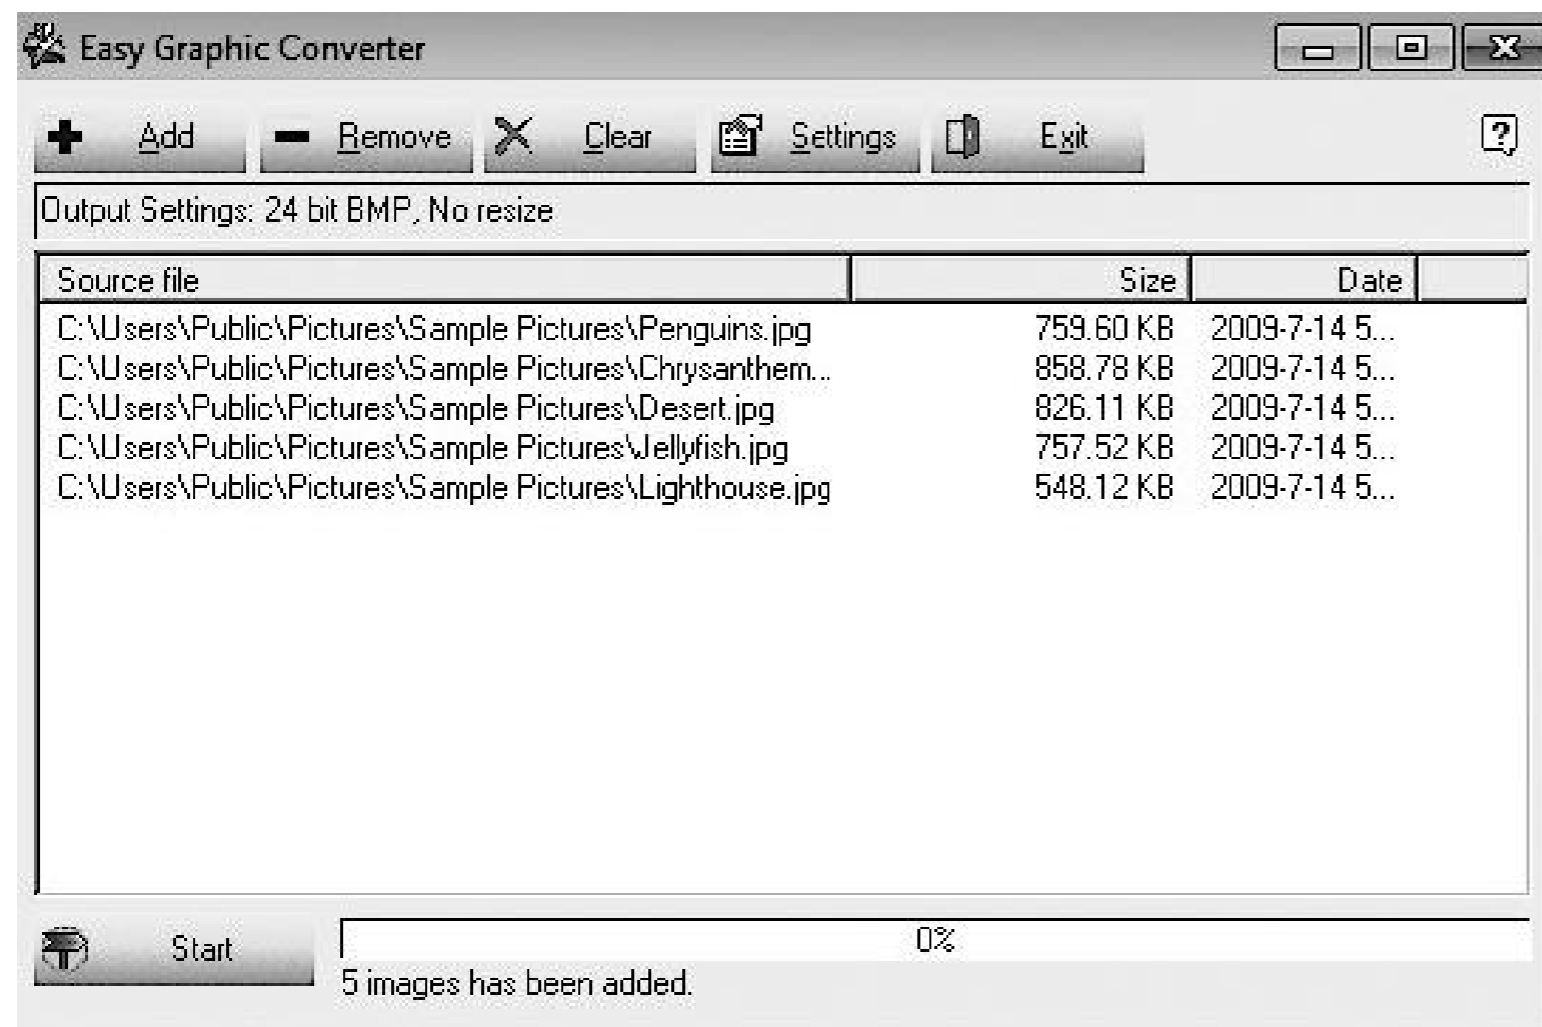 Easy Graphic Converter
Add Remove Clear Settings Exit
Output Settings: 24 bit BMP, No resize
Source file Size Date
C:\Users\Public\Pictures\Sample Pictures\Penguins.jpg 759.60 KB 2009-7-14 5...
C:\Users\Public\Pictures\Sample Pictures\Chrysanthem... 858.78 KB 2009-7-14 5...
C:\Users\Public\Pictures\Sample Pictures\Desert.jpg 826.11 KB 2009-7-14 5...
C:\Users\Public\Pictures\Sample Pictures\Jellyfish.jpg 757.52 KB 2009-7-14 5...
C:\Users\Public\Pictures\Sample Pictures\Lighthouse.jpg 548.12 KB 2009-7-14 5...
Start 0%
5 images has been added.